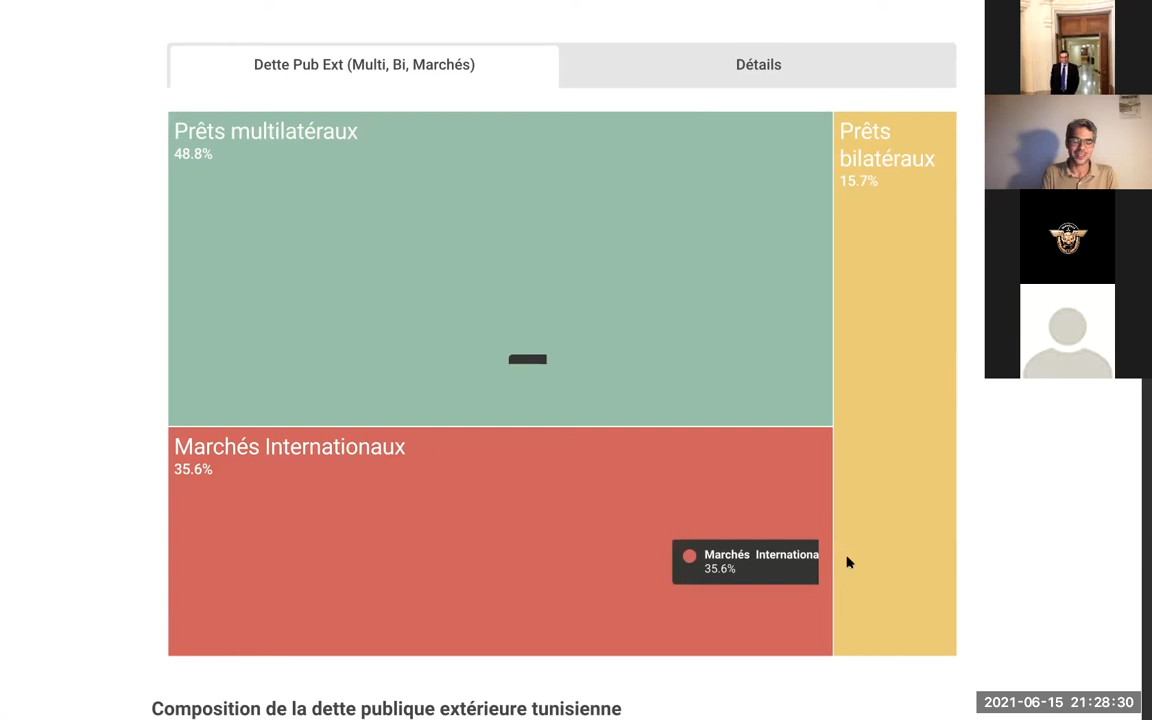 Dette Pub Ext (Multi, Bi, Marchés)
Détails
Prêts multilatéraux
48.8%
Prêts
bilatéraux
15.7%
Marchés Internationaux
35.6%
Marchés Internationa
35.6%
Composition de la dette publique extérieure tunisienne
2021-06-15 21:28:30